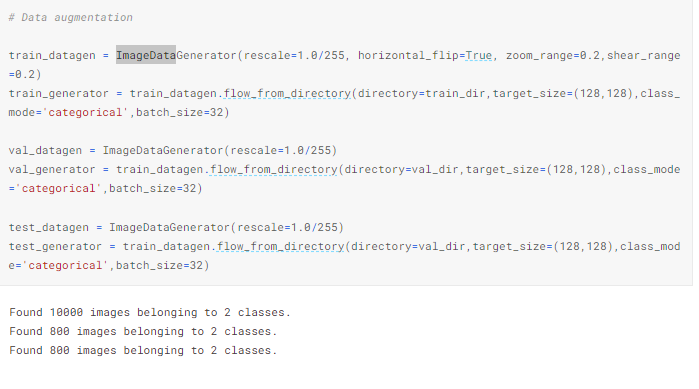 # Data augmentation
train_datagen = ImageDataGenerator(rescale=1.0/255, horizontal_flip=True, zoom_range=0.2,shear_range
=0.2)
train_generator = train_datagen.flow_from_directory(directory=train_dir,target_size=(128,128),class_
mode='categorical',batch_size=32)
val_datagen = ImageDataGenerator(rescale=1.0/255)
val_generator = train_datagen.flow_from_directory(directory=val_dir,target_size=(128,128),class_mode
='categorical',batch_size=32)
test_datagen = ImageDataGenerator(rescale=1.0/255)
test_generator = train_datagen.flow_from_directory(directory=val_dir,target_size=(128,128),class_mod
e='categorical',batch_size=32)
Found 10000 images belonging to 2 classes.
Found 800 images belonging to 2 classes.
Found 800 images belonging to 2 classes.